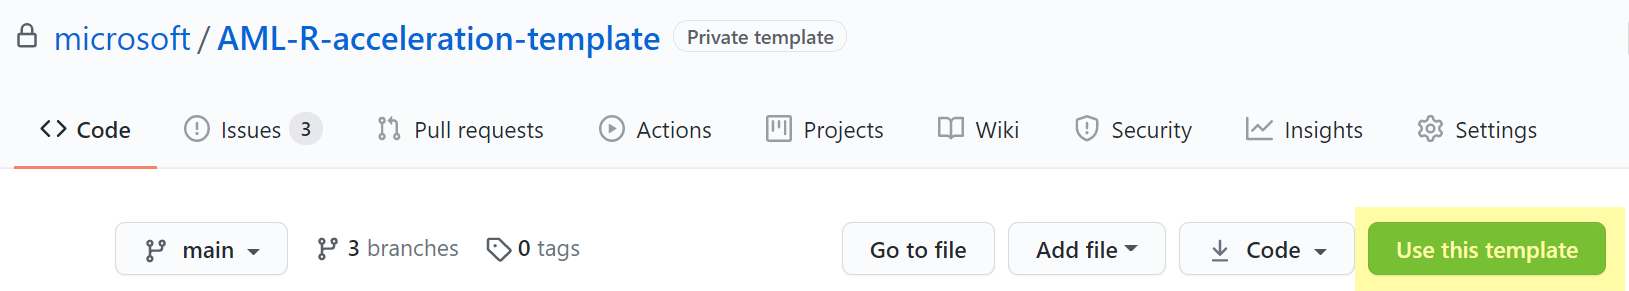 microsoft / AML-R-acceleration-template Private template
Code Issues 3 Pull requests Actions Projects Wiki Security Insights Settings
main 3 branches 0 tags Go to file Add file Code Use this template